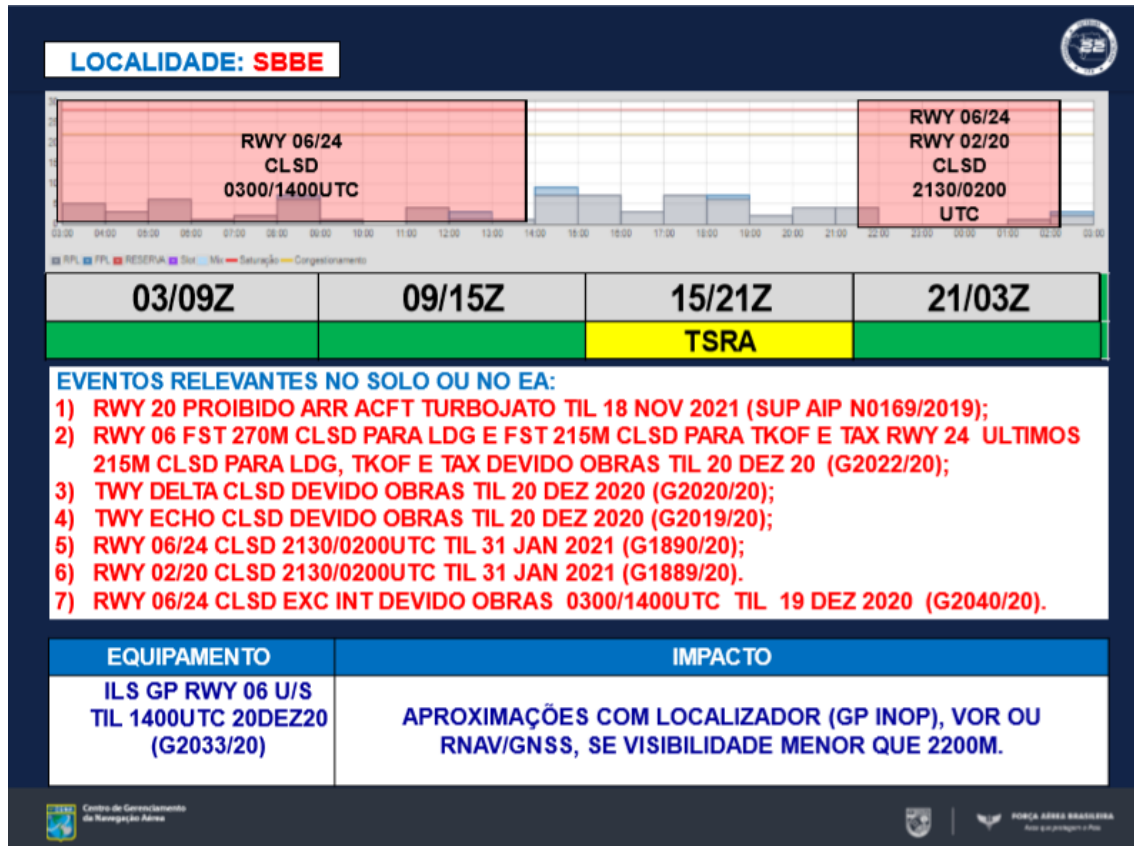 LOCALIDADE: SBBE
RWY 06/24
CLSD
0300/1400UTC
RWY 06/24
RWY 02/20
CLSD
2130/0200
UTC
03:00 04:00 05:00 06:00 07:00 08:00 09:00 10:00 11:00 12:00 13:00 14:00 15:00 16:00 17:00 18:00 19:00 20:00 21:00 22:00 23:00 00:00 01:00 02:00 03:00
RPL FPL RESERVA Slot Mix Saturação Congestionamento
03/09Z 09/15Z 15/21Z 21/03Z
TSRA
EVENTOS RELEVANTES NO SOLO OU NO EA:
1) RWY 20 PROIBIDO ARR ACFT TURBOJATO TIL 18 NOV 2021 (SUP AIP N0169/2019);
2) RWY 06 FST 270M CLSD PARA LDG E FST 215M CLSD PARA TKOF E TAX RWY 24 ULTIMOS
215M CLSD PARA LDG, TKOF E TAX DEVIDO OBRAS TIL 20 DEZ 20 (G2022/20);
3) TWY DELTA CLSD DEVIDO OBRAS TIL 20 DEZ 2020 (G2020/20);
4) TWY ECHO CLSD DEVIDO OBRAS TIL 20 DEZ 2020 (G2019/20);
5) RWY 06/24 CLSD 2130/0200UTC TIL 31 JAN 2021 (G1890/20);
6) RWY 02/20 CLSD 2130/0200UTC TIL 31 JAN 2021 (G1889/20).
7) RWY 06/24 CLSD EXC INT DEVIDO OBRAS 0300/1400UTC TIL 19 DEZ 2020 (G2040/20).
EQUIPAMENTO IMPACTO
ILS GP RWY 06 U/S
TIL 1400UTC 20DEZ20
(G2033/20)
APROXIMAÇÕES COM LOCALIZADOR (GP INOP), VOR OU
RNAV/GNSS, SE VISIBILIDADE MENOR QUE 2200M.
Centro de Gerenciamento
da Navegação Aérea
FORÇA AÉREA BRASILEIRA
Asas que protegem o País